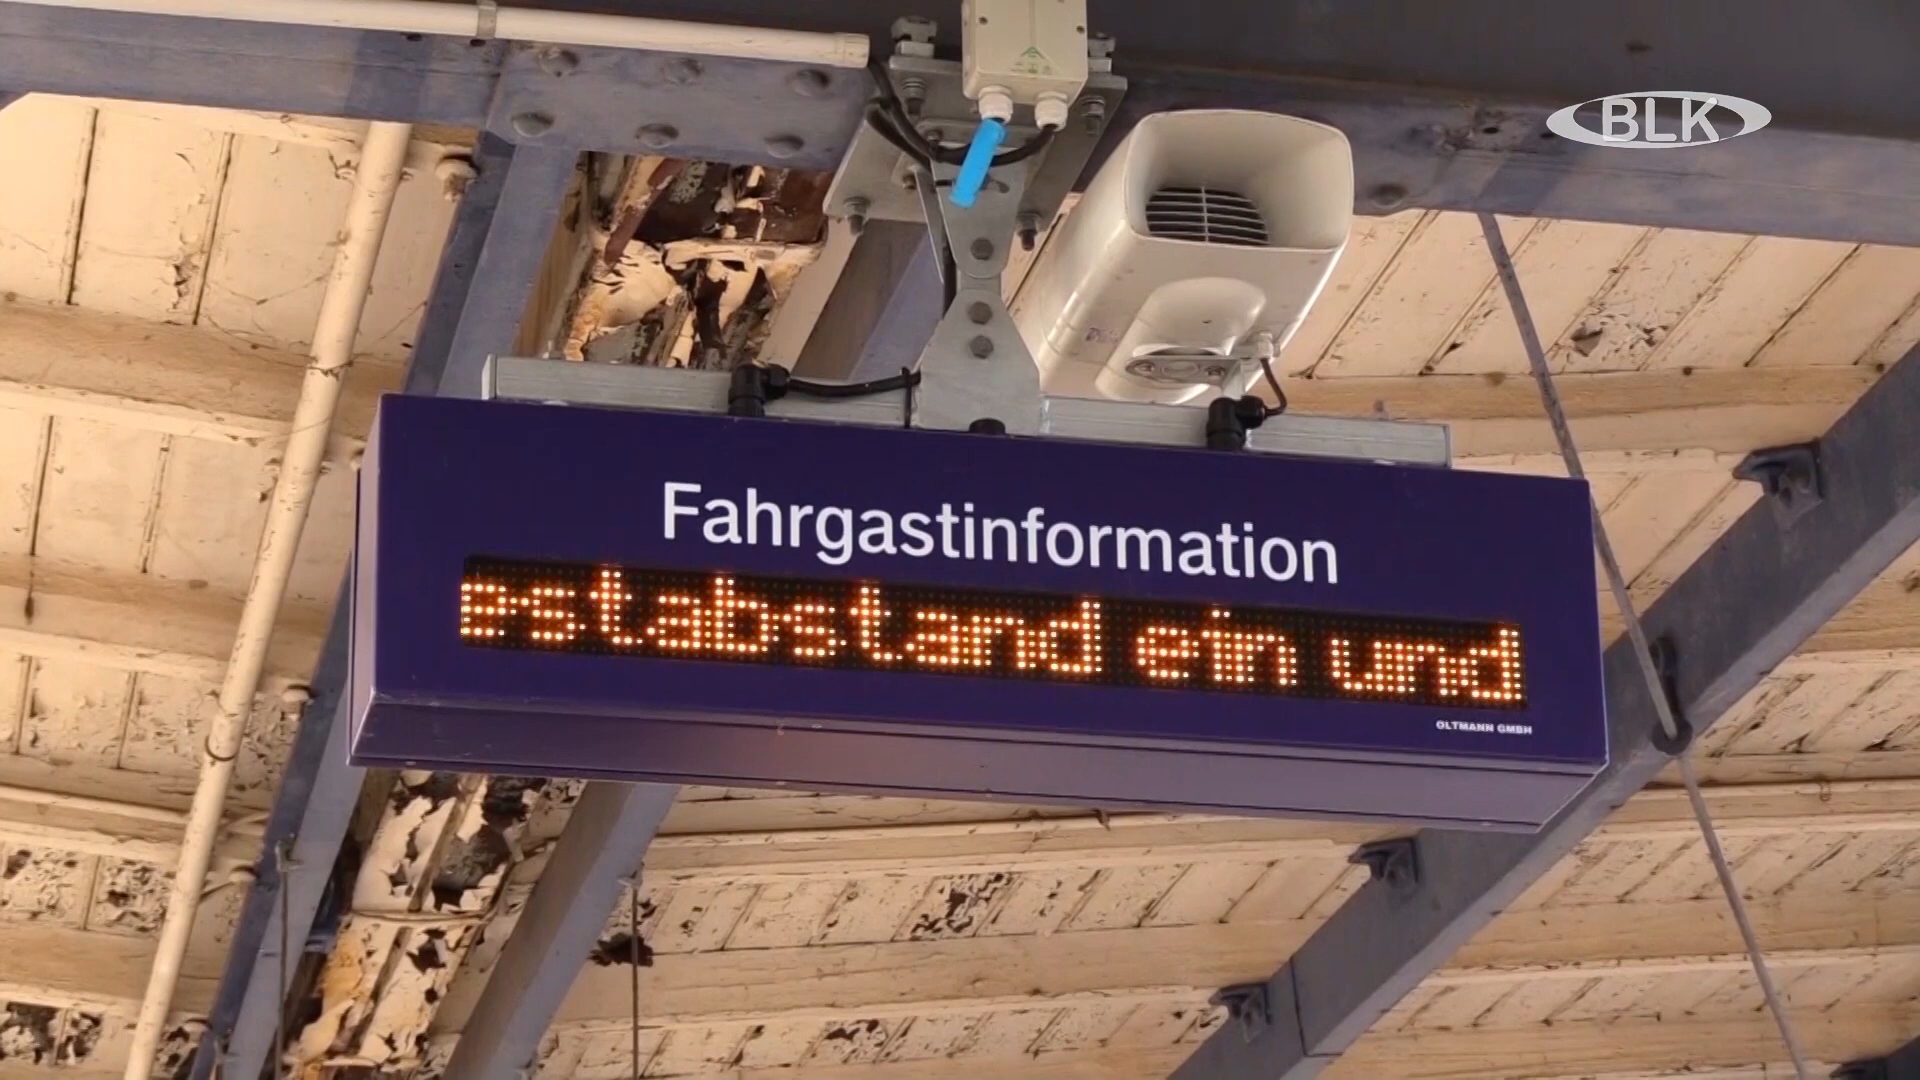 BLK
Fahrgastinformation
estabstand ein und
OLTMANN GMBH